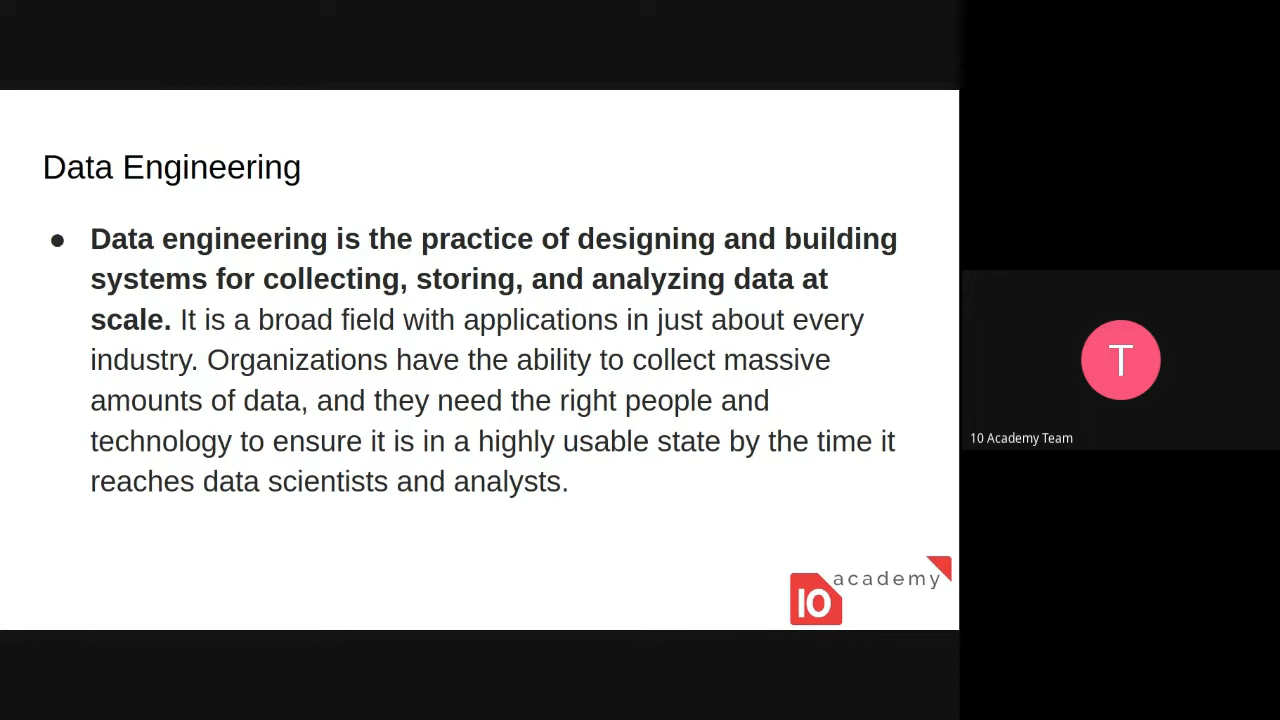 Data Engineering
● Data engineering is the practice of designing and building
systems for collecting, storing, and analyzing data at
scale. It is a broad field with applications in just about every
industry. Organizations have the ability to collect massive
amounts of data, and they need the right people and
technology to ensure it is in a highly usable state by the time it
reaches data scientists and analysts.
10 academy
T
10 Academy Team